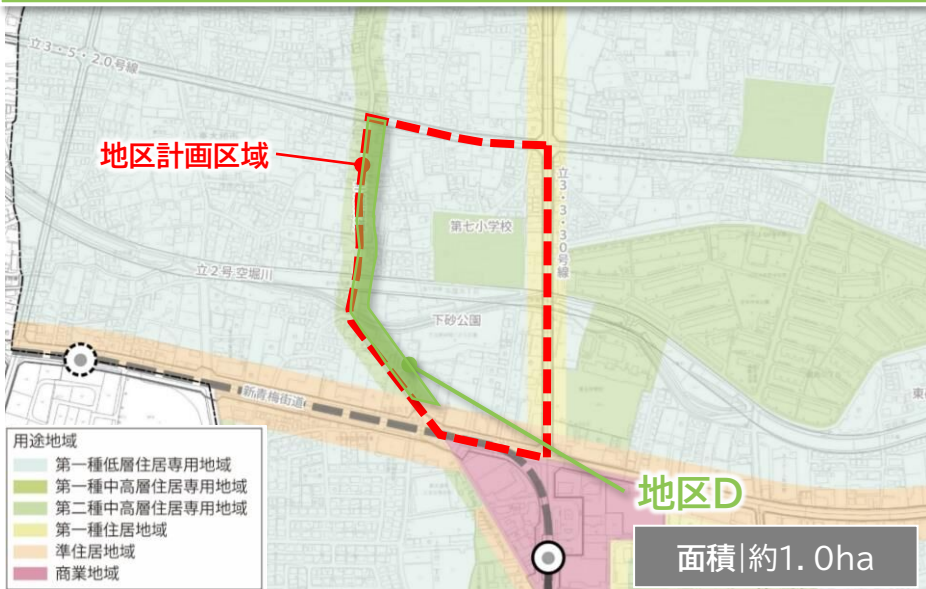 立3・5・20号線
地区計画区域
第七小学校
立3・3・30号線
立2号 空堀川
下砂公園
新青梅街道
東
用途地域
第一種低層住居専用地域
第一種中高層住居専用地域
第二種中高層住居専用地域
第一種住居地域
準住居地域
商業地域
地区D
面積|約1.0ha